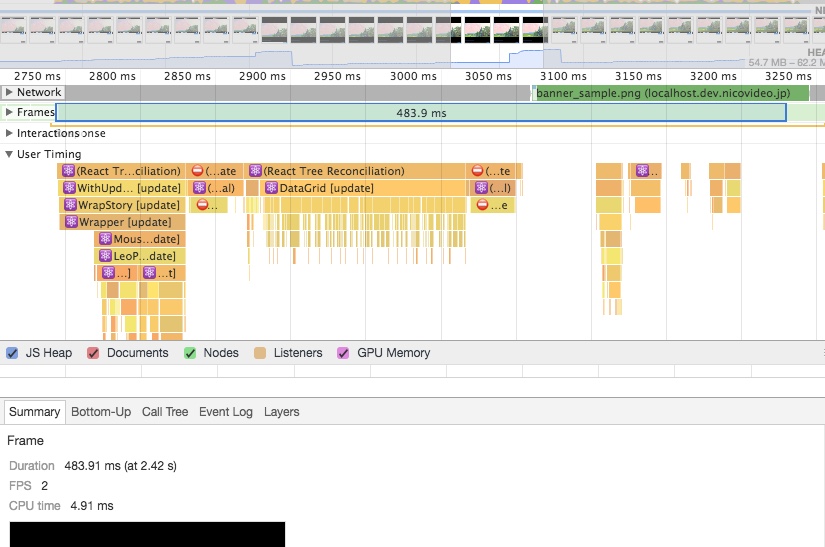 NE
HEA
54.7 MB – 62.2 M
2750 ms 2800 ms 2850 ms 2900 ms 2950 ms 3000 ms 3050 ms 3100 ms 3150 ms 3200 ms 3250 ms
Network banner_sample.png (localhost.dev.nicovideo.jp)
Frames 483.9 ms
Interactions onse
User Timing
(React Tr...ciliation) (...ate (React Tree Reconciliation) (...te ..
WithUpd... [update] (...al) DataGrid [update] (...l)
WrapStory [update] ... ...e
Wrapper [update]
Mous...date]
LeoP...date]
...] ...t]
JS Heap Documents Nodes Listeners GPU Memory
Summary Bottom-Up Call Tree Event Log Layers
Frame
Duration 483.91 ms (at 2.42 s)
FPS 2
CPU time 4.91 ms